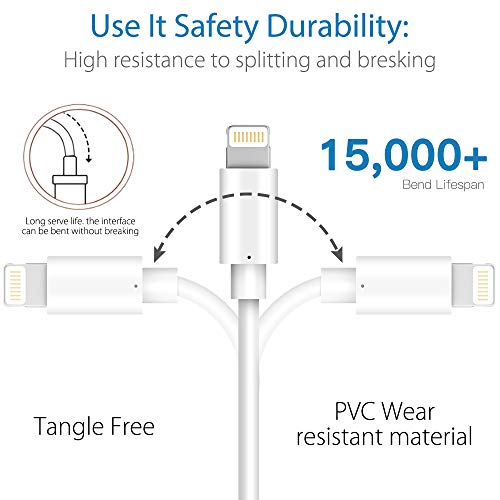 Use It Safety Durability:
High resistance to splitting and bresking
15,000+
Bend Lifespan
Long serve life. the interface
can be bent without breaking
Tangle Free
PVC Wear
resistant material